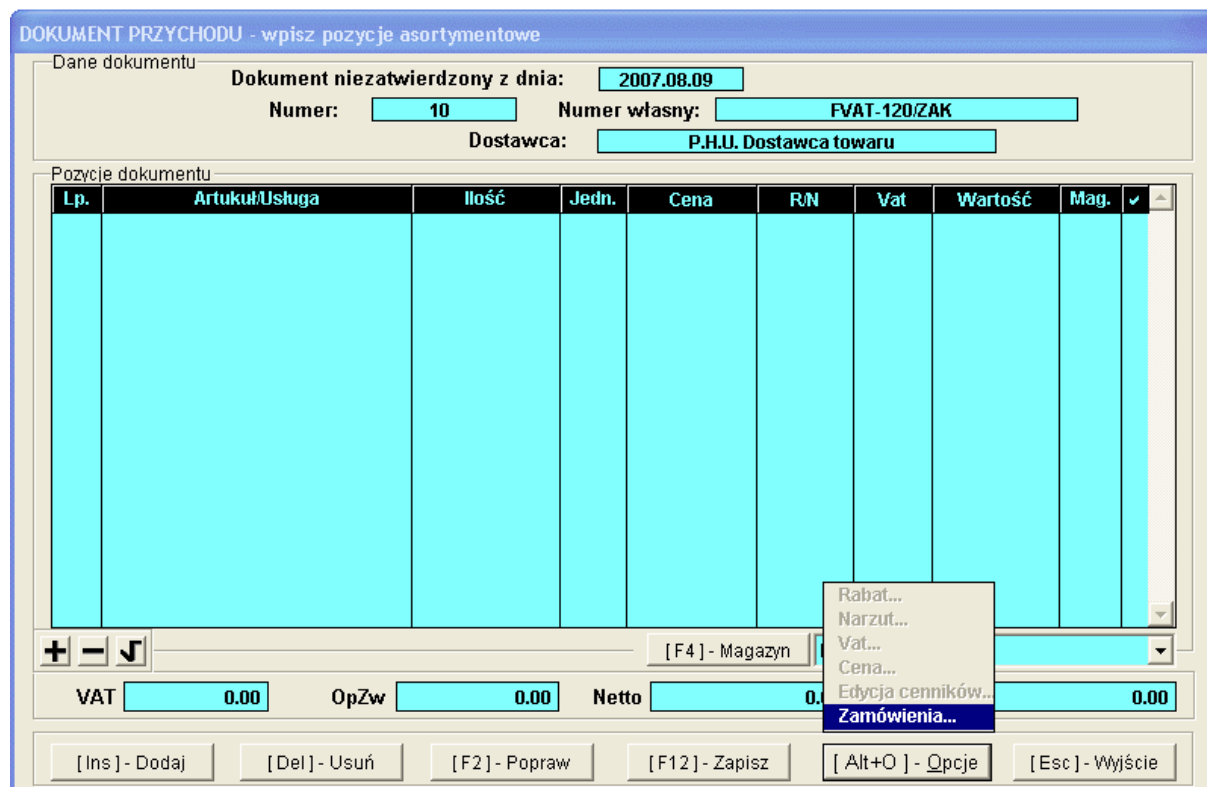 DOKUMENT PRZYCHODU - wpisz pozycje asortymentowe
Dane dokumentu
Dokument niezatwierdzony z dnia: 2007.08.09
Numer: 10 Numer własny: FVAT-120/ZAK
Dostawca: P.H.U. Dostawca towaru
Pozycje dokumentu
Lp. Artukuł/Usługa Ilość Jedn. Cena R/N Vat Wartość Mag.
[F4] - Magazyn
VAT 0.00 OpZw 0.00 Netto 0.00
Rabat...
Narzut...
Vat...
Cena...
Edycja cenników...
Zamówienia...
[Ins] - Dodaj [Del] - Usuń [F2] - Popraw [F12] - Zapisz [Alt+O] - Opcje [Esc] - Wyjście